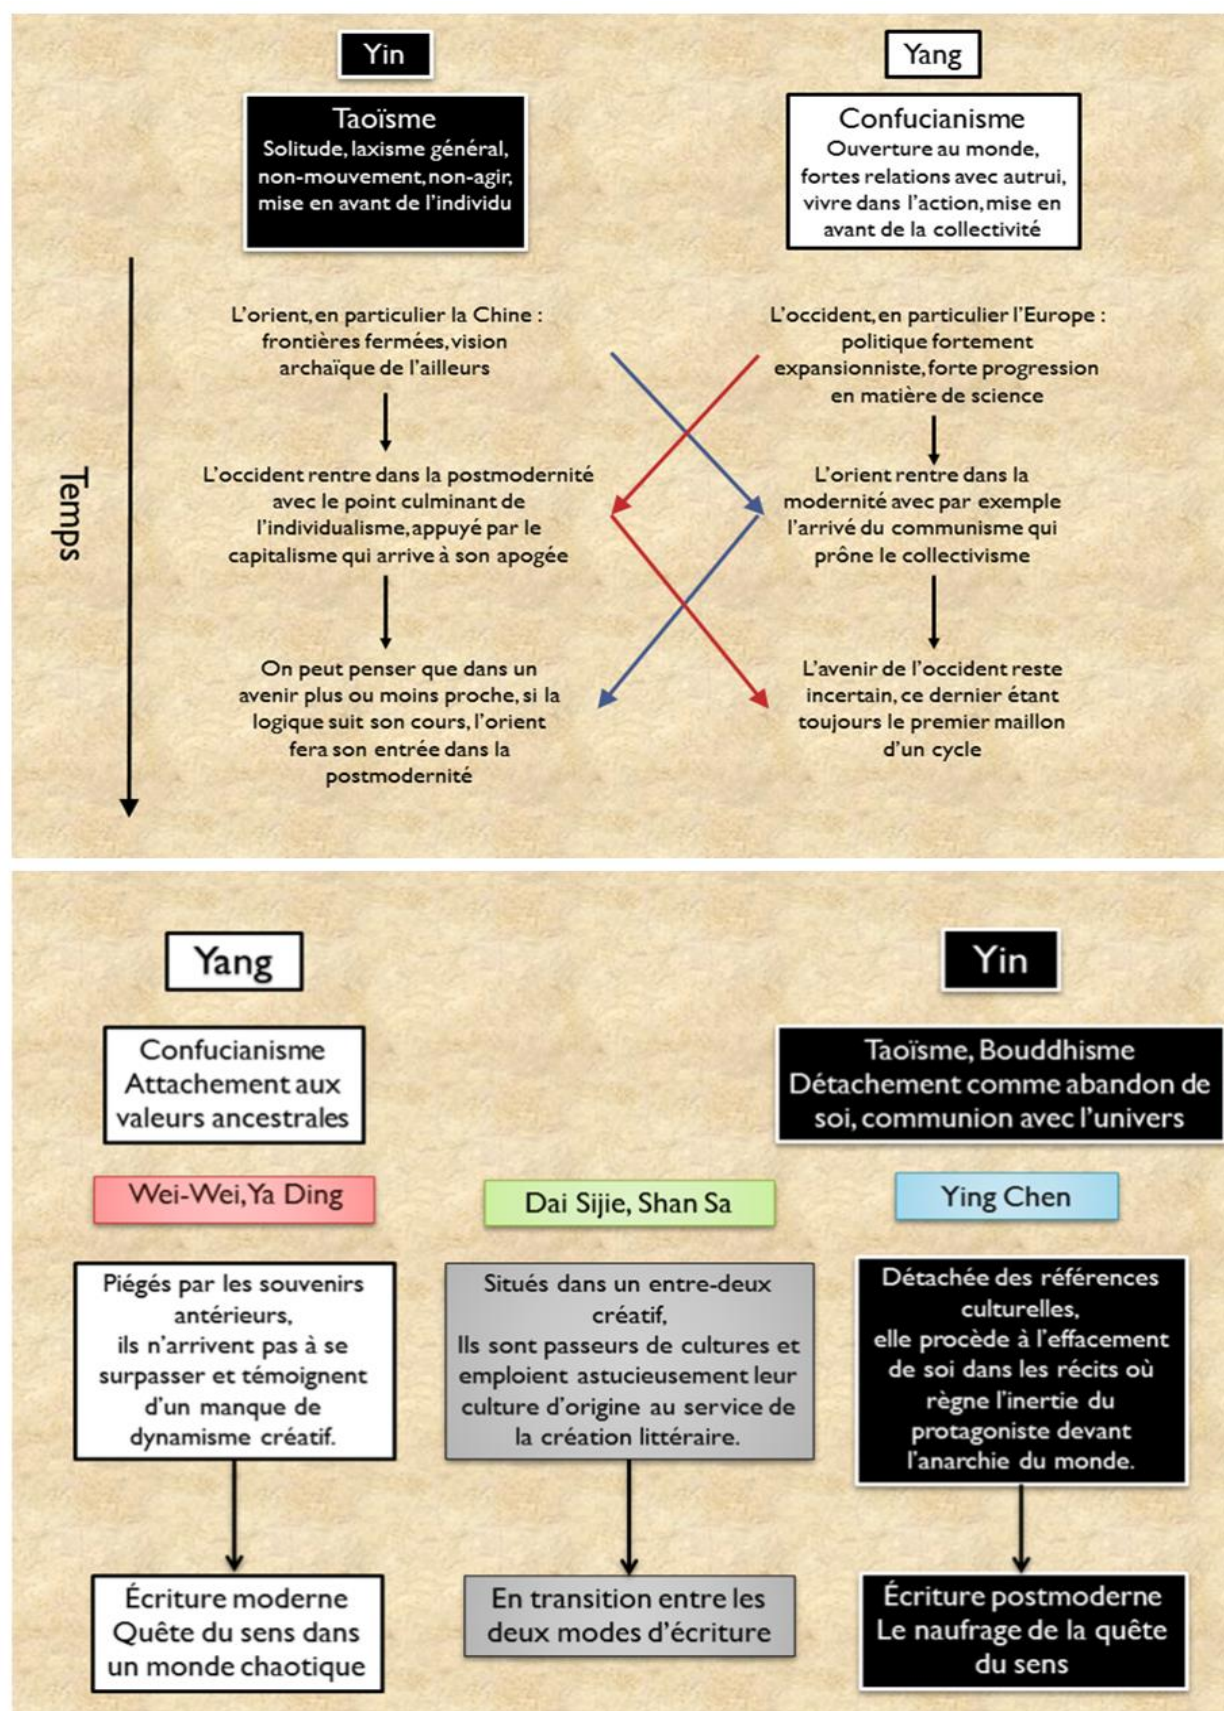 Yin
Yang
Taoïsme
Solitude, laxisme général,
non-mouvement, non-agir,
mise en avant de l'individu
Confucianisme
Ouverture au monde,
fortes relations avec autrui,
vivre dans l'action, mise en
avant de la collectivité
Temps
L'orient, en particulier la Chine :
frontières fermées, vision
archaïque de l'ailleurs
L'occident, en particulier l'Europe :
politique fortement
expansionniste, forte progression
en matière de science
L'occident rentre dans la postmodernité
avec le point culminant de
l'individualisme, appuyé par le
capitalisme qui arrive à son apogée
L'orient rentre dans la
modernité avec par exemple
l'arrivé du communisme qui
prône le collectivisme
On peut penser que dans un
avenir plus ou moins proche, si la
logique suit son cours, l'orient
fera son entrée dans la
postmodernité
L'avenir de l'occident reste
incertain, ce dernier étant
toujours le premier maillon
d'un cycle
Yang
Yin
Confucianisme
Attachement aux
valeurs ancestrales
Taoïsme, Bouddhisme
Détachement comme abandon de
soi, communion avec l'univers
Wei-Wei, Ya Ding
Dai Sijie, Shan Sa
Ying Chen
Piégés par les souvenirs
antérieurs,
ils n'arrivent pas à se
surpasser et témoignent
d'un manque de
dynamisme créatif.
Situés dans un entre-deux
créatif,
Ils sont passeurs de cultures et
emploient astucieusement leur
culture d'origine au service de
la création littéraire.
Détachée des références
culturelles,
elle procède à l'effacement
de soi dans les récits où
règne l'inertie du
protagoniste devant
l'anarchie du monde.
Écriture moderne
Quête du sens dans
un monde chaotique
En transition entre les
deux modes d'écriture
Écriture postmoderne
Le naufrage de la quête
du sens